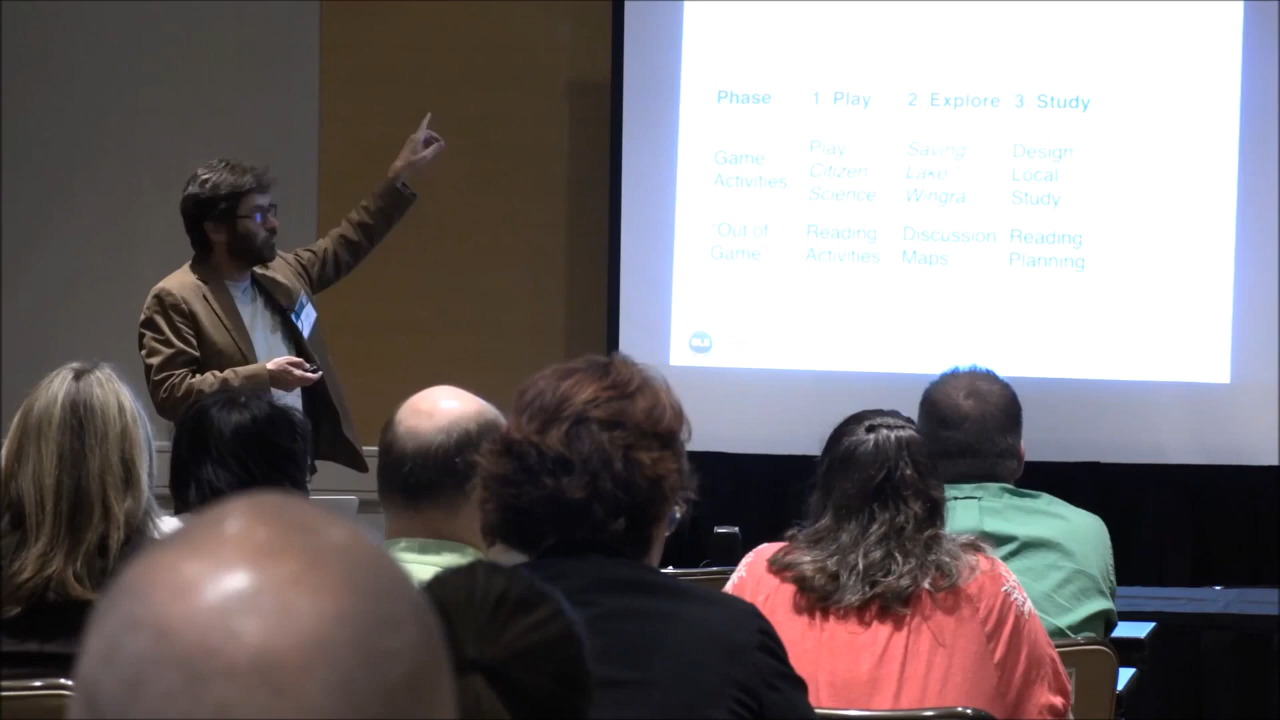 Phase 1 Play 2 Explore 3. Study
Game Activities
Play Citizen Science
Saving Lake Wingra
Design Local Study
"Out of Game"
Reading Activities
Discussion Maps
Reading Planning
GLS